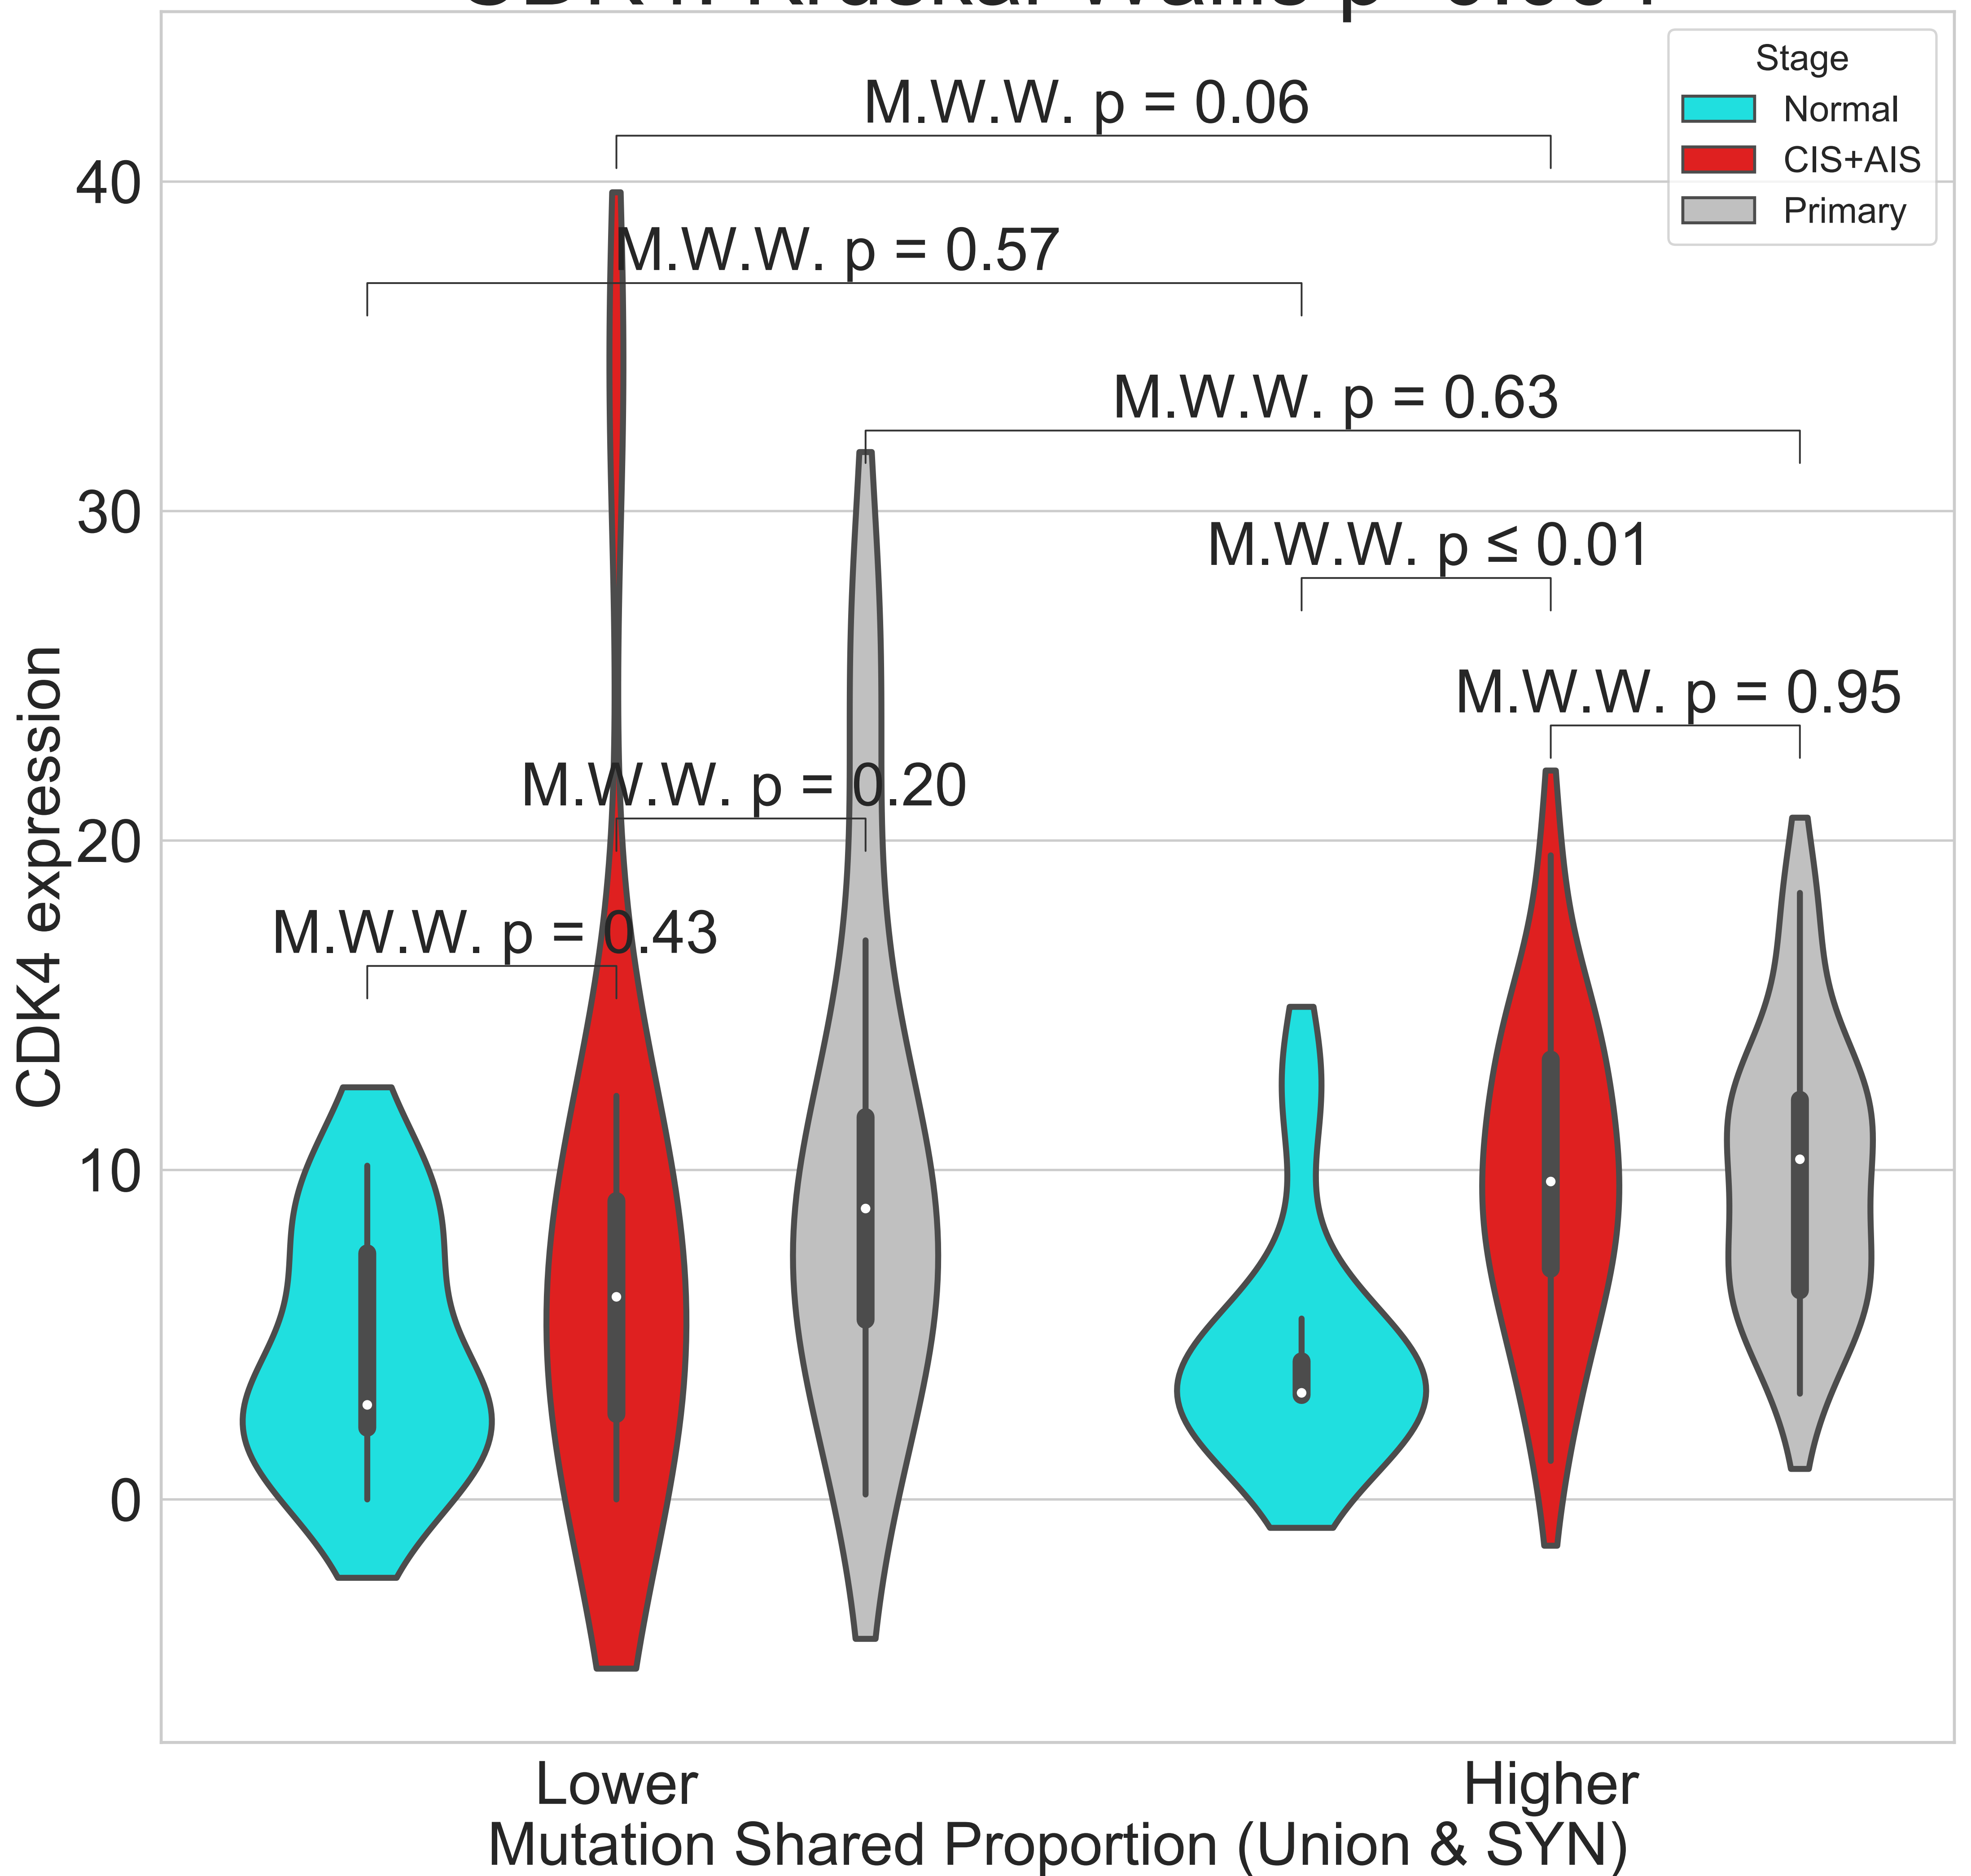 Stage
Normal
CIS+AIS
Primary
M.W.W. p = 0.06
M.W.W. p = 0.57
M.W.W. p = 0.63
M.W.W. p ≤ 0.01
M.W.W. p = 0.95
M.W.W. p = 0.20
M.W.W. p = 0.43
40
30
20
10
0
CDK4 expression
Lower
Higher
Mutation Shared Proportion (Union & SYN)